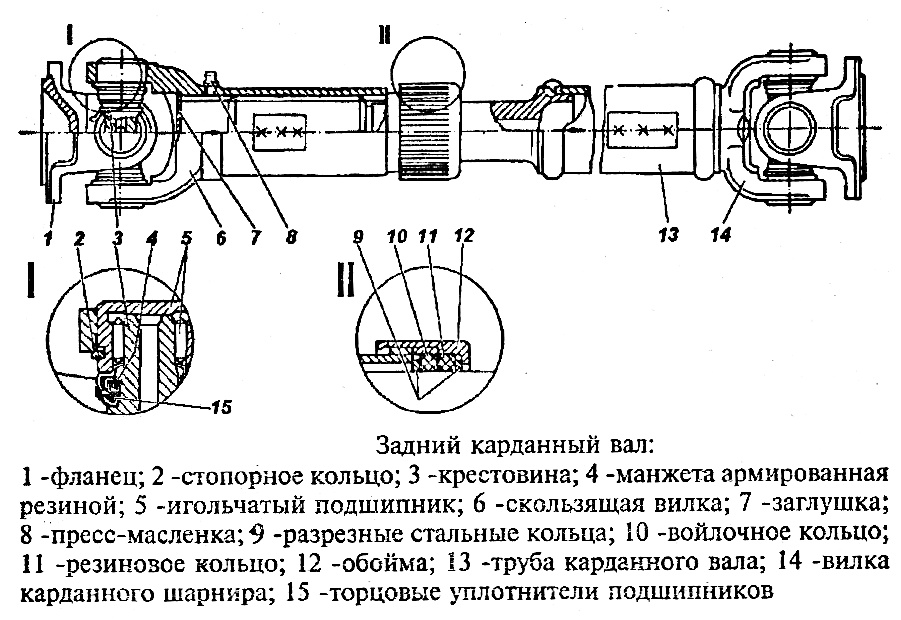 I
II
1 2 3 4 5 6 7 8 9 10 11 12 13 14
I
II
15
Задний карданный вал:
1 -фланец; 2 -стопорное кольцо; 3 -крестовина; 4 -манжета армированная
резиной; 5 -игольчатый подшипник; 6 -скользящая вилка; 7 -заглушка;
8 -пресс-масленка; 9 -разрезные стальные кольца; 10 -войлочное кольцо;
11 -резиновое кольцо; 12 -обойма; 13 -труба карданного вала; 14 -вилка
карданного шарнира; 15 -торцовые уплотнители подшипников